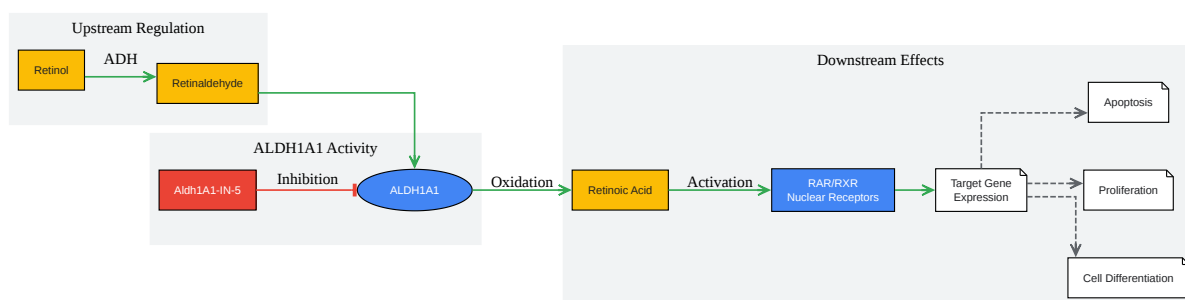 Upstream Regulation
Retinol
ADH
Retinaldehyde
ALDH1A1 Activity
Aldh1A1-IN-5
Inhibition
ALDH1A1
Oxidation
Downstream Effects
Retinoic Acid
Activation
RAR/RXR
Nuclear Receptors
Target Gene
Expression
Apoptosis
Proliferation
Cell Differentiation